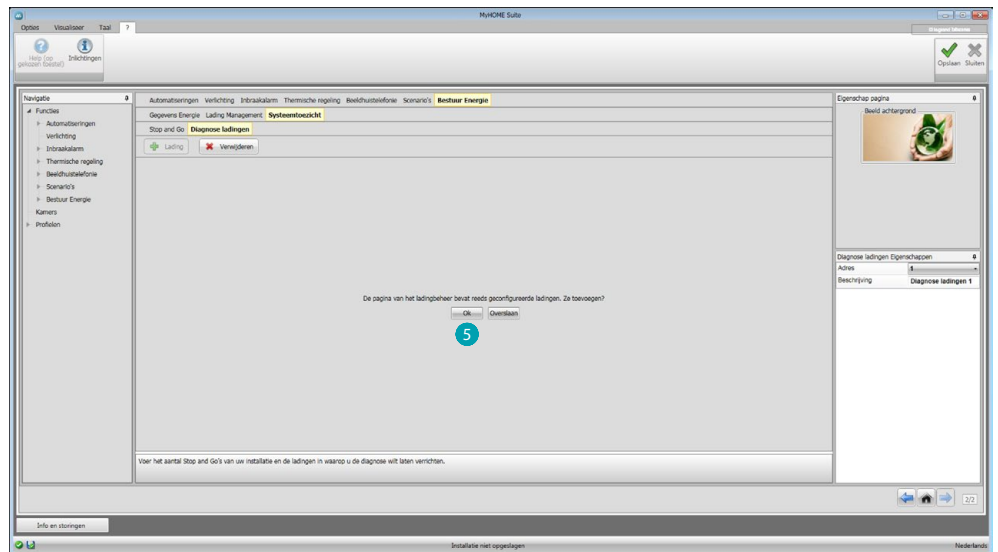 MyHOME Suite
Opties Visualiseer Taal ?
Help (op gekozen toestel)
Inlichtingen
Opslaan Sluiten
Navigatie
Functies
Automatiseringen
Verlichting
Inbraakalarm
Thermische regeling
Beeldhuistelefonie
Scenario's
Bestuur Energie
Kamers
Profielen
Automatiseringen Verlichting Inbraakalarm Thermische regeling Beeldhuistelefonie Scenario's Bestuur Energie
Gegevens Energie Lading Management Systeemtoezicht
Stop and Go Diagnose ladingen
Lading Verwijderen
De pagina van het ladingbeheer bevat reeds geconfigureerde ladingen. Ze toevoegen?
Ok Overslaan
5
Voer het aantal Stop and Go's van uw installatie en de ladingen in waarop u de diagnose wilt laten verrichten.
Eigenschap pagina
Beeld achtergrond
Diagnose ladingen Eigenschappen
Adres 1
Beschrijving Diagnose ladingen 1
2/2
Info en storingen
Installatie niet opgeslagen
Nederlands